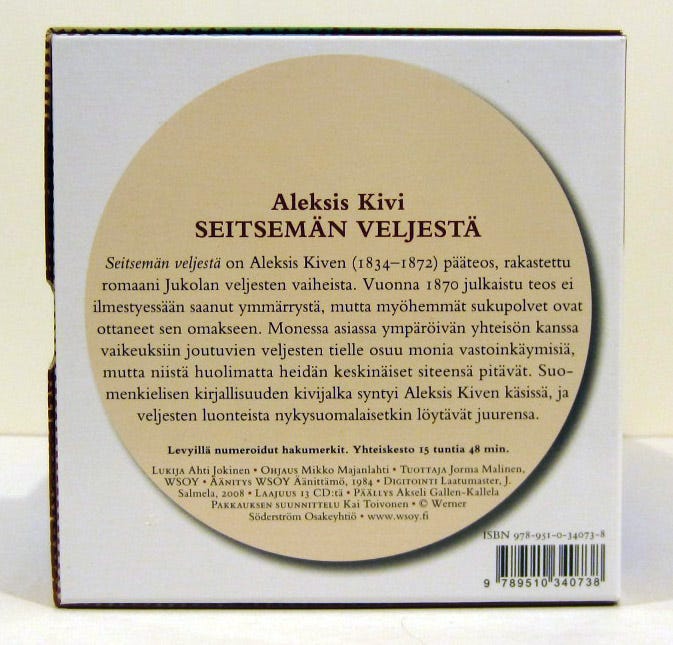 Aleksis Kivi
SEITSEMÄN VELJESTÄ
Seitsemän veljestä on Aleksis Kiven (1834–1872) pääteos, rakastettu
romaani Jukolan veljesten vaiheista. Vuonna 1870 julkaistu teos ei
ilmestyessään saanut ymmärrystä, mutta myöhemmät sukupolvet ovat
ottaneet sen omakseen. Monessa asiassa ympäröivän yhteisön kanssa
vaikeuksiin joutuvien veljesten tielle osuu monia vastoinkäymisiä,
mutta niistä huolimatta heidän keskinäiset siteensä pitävät. Suo-
menkielisen kirjallisuuden kivijalka syntyi Aleksis Kiven käsissä, ja
veljesten luonteista nykysuomalaisetkin löytävät juurensa.
Levyillä numeroidut hakumerkit. Yhteiskesto 15 tuntia 48 min.
Lukija Ahti Jokinen • Ohjaus Mikko Majanlahti • Tuottaja Jorma Malinen,
WSOY • Äänitys WSOY Äänittämö, 1984 • Digitointi Laatumaster, J.
Salmela, 2008 • Laajuus 13 CD:tä • Päällys Akseli Gallen-Kallela
Pakkauksen suunnittelu Kai Toivonen • © Werner
Söderström Osakeyhtiö • www.wsoy.fi
ISBN 978-951-0-34073-8
9 789510 340738